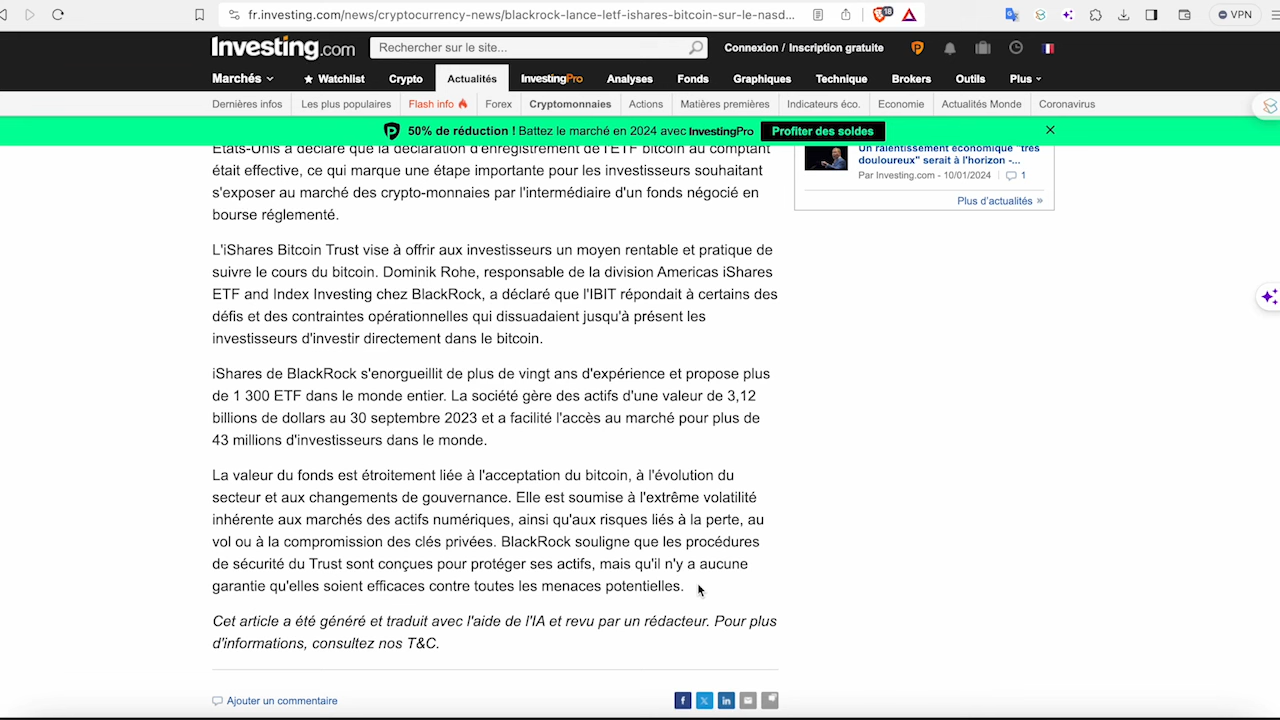 fr.investing.com/news/cryptocurrency-news/blackrock-lance-letf-ishares-bitcoin-sur-le-nasd...
18
VPN
Investing.com
Rechercher sur le site...
Connexion / Inscription gratuite
Marchés
Watchlist
Crypto
Actualités
InvestingPro
Analyses
Fonds
Graphiques
Technique
Brokers
Outils
Plus
Dernières infos
Les plus populaires
Flash info
Forex
Cryptomonnaies
Actions
Matières premières
Indicateurs éco.
Economie
Actualités Monde
Coronavirus
50% de réduction ! Battez le marché en 2024 avec InvestingPro
Profiter des soldes
États-Unis a déclaré que la déclaration d'enregistrement de l'ETF bitcoin au comptant
était effective, ce qui marque une étape importante pour les investisseurs souhaitant
s'exposer au marché des crypto-monnaies par l'intermédiaire d'un fonds négocié en
bourse réglementé.
L'iShares Bitcoin Trust vise à offrir aux investisseurs un moyen rentable et pratique de
suivre le cours du bitcoin. Dominik Rohe, responsable de la division Americas iShares
ETF and Index Investing chez BlackRock, a déclaré que l'IBIT répondait à certains des
défis et des contraintes opérationnelles qui dissuadaient jusqu'à présent les
investisseurs d'investir directement dans le bitcoin.
iShares de BlackRock s'enorgueillit de plus de vingt ans d'expérience et propose plus
de 1 300 ETF dans le monde entier. La société gère des actifs d'une valeur de 3,12
billions de dollars au 30 septembre 2023 et a facilité l'accès au marché pour plus de
43 millions d'investisseurs dans le monde.
La valeur du fonds est étroitement liée à l'acceptation du bitcoin, à l'évolution du
secteur et aux changements de gouvernance. Elle est soumise à l'extrême volatilité
inhérente aux marchés des actifs numériques, ainsi qu'aux risques liés à la perte, au
vol ou à la compromission des clés privées. BlackRock souligne que les procédures
de sécurité du Trust sont conçues pour protéger ses actifs, mais qu'il n'y a aucune
garantie qu'elles soient efficaces contre toutes les menaces potentielles.
Cet article a été généré et traduit avec l'aide de l'IA et revu par un rédacteur. Pour plus
d'informations, consultez nos T&C.
Ajouter un commentaire
Un ralentissement économique "très
douloureux" serait à l'horizon -...
Par Investing.com - 10/01/2024
1
Plus d'actualités »